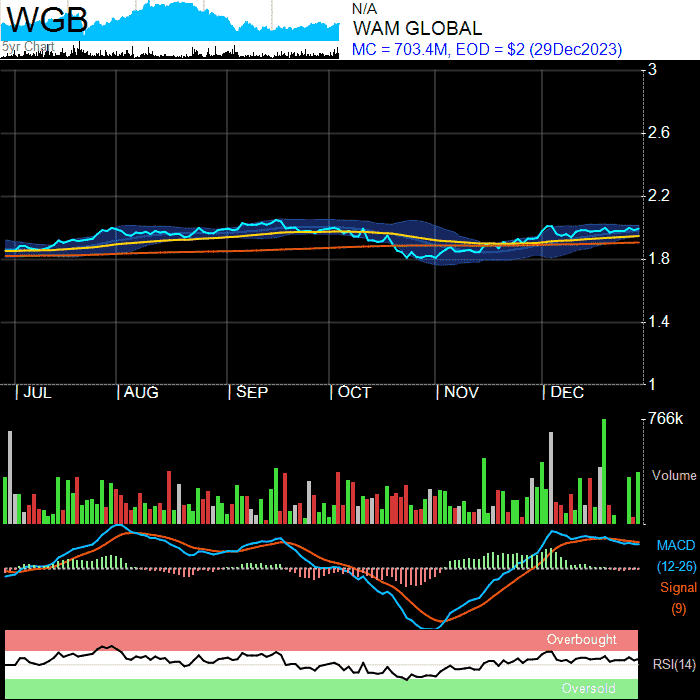 WGB
5yr Chart
N/A
WAM GLOBAL
MC = 703.4M, EOD = $2 (29Dec2023)
3
2.6
2.2
1.8
1.4
1
JUL AUG SEP OCT NOV DEC
766k
Volume
MACD
(12-26)
Signal
(9)
Overbought
RSI(14)
Oversold